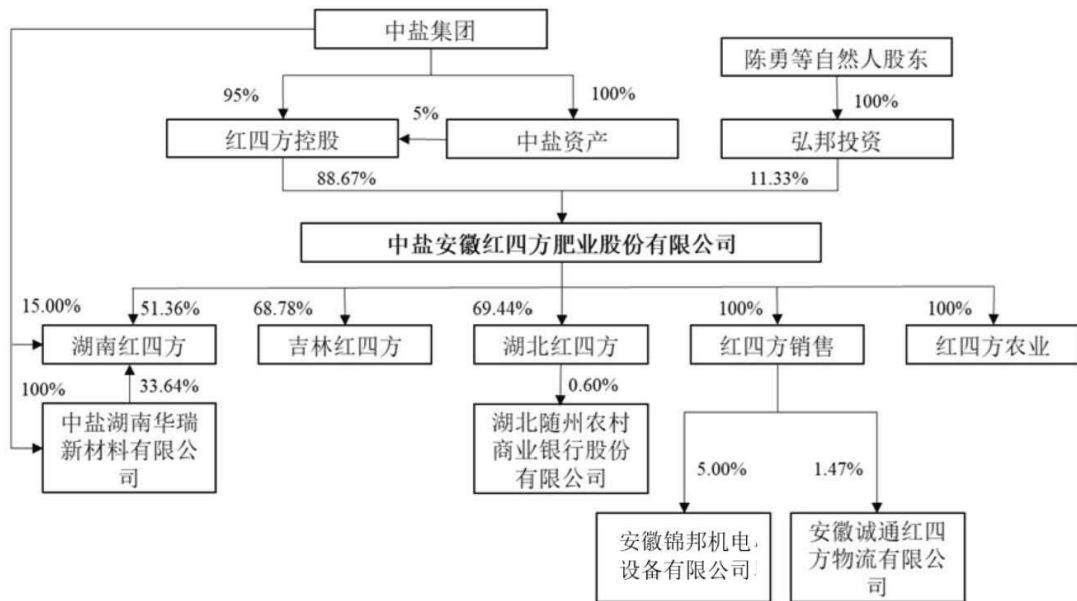 中盐集团
陈勇等自然人股东
95%
100%
100%
5%
红四方控股
中盐资产
弘邦投资
88.67%
11.33%
中盐安徽红四方肥业股份有限公司
15.00%
51.36%
68.78%
69.44%
100%
100%
湖南红四方
吉林红四方
湖北红四方
红四方销售
红四方农业
100%
33.64%
0.60%
中盐湖南华瑞
新材料有限公
司
湖北随州农村
商业银行股份
有限公司
5.00%
1.47%
安徽锦邦机电
设备有限公司
安徽诚通红四
方物流有限公
司